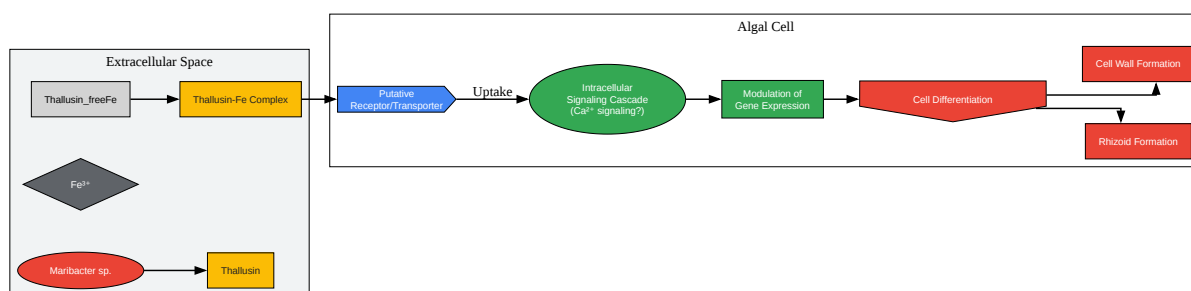 Algal Cell
Extracellular Space
Thallusin_freeFe
Thallusin-Fe Complex
Putative
Receptor/Transporter
Uptake
Intracellular
Signaling Cascade
(Ca²⁺ signaling?)
Modulation of
Gene Expression
Cell Differentiation
Cell Wall Formation
Rhizoid Formation
Fe³⁺
Maribacter sp.
Thallusin